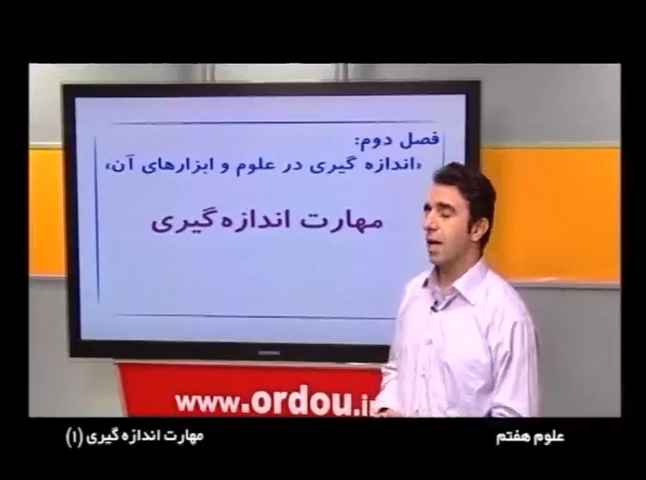 فصل دوم:
«اندازه گیری در علوم و ابزارهای آن»
مهارت اندازه‌گیری
www.ordou.i
علوم هفتم
مهارت اندازه گیری (۱)